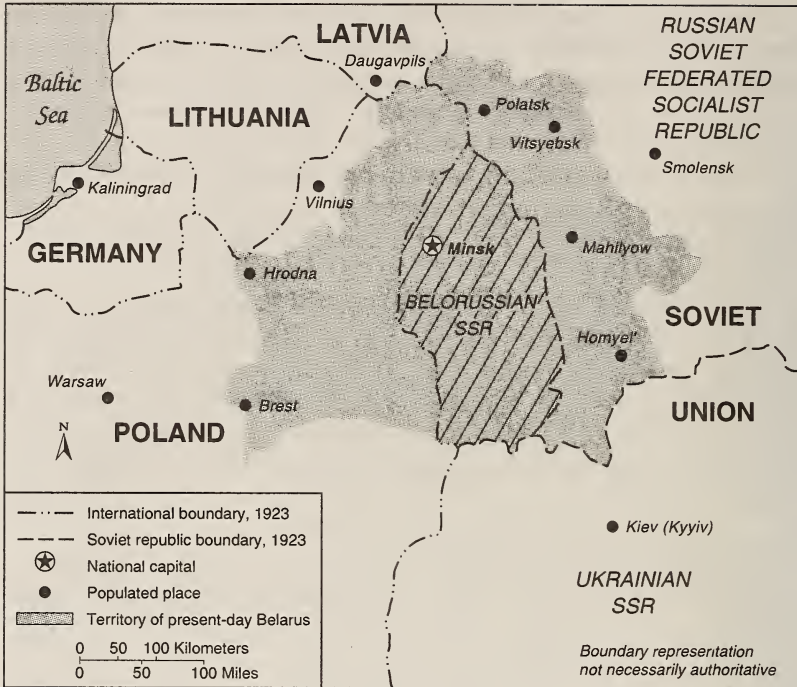 LATVIA
Daugavpils
RUSSIAN
SOVIET
FEDERATED
SOCIALIST
REPUBLIC
Baltic
Sea
LITHUANIA
Polatsk
Vitsyebsk
Smolensk
Kaliningrad
Vilnius
GERMANY
Minsk
Mahilyow
Hrodna
BELORUSSIAN
SSR
SOVIET
Homyel'
Warsaw
Brest
UNION
N
POLAND
International boundary, 1923
Soviet republic boundary, 1923
National capital
Populated place
Territory of present-day Belarus
0 50 100 Kilometers
0 50 100 Miles
Kiev (Kyyiv)
UKRAINIAN
SSR
Boundary representation
not necessarily authoritative